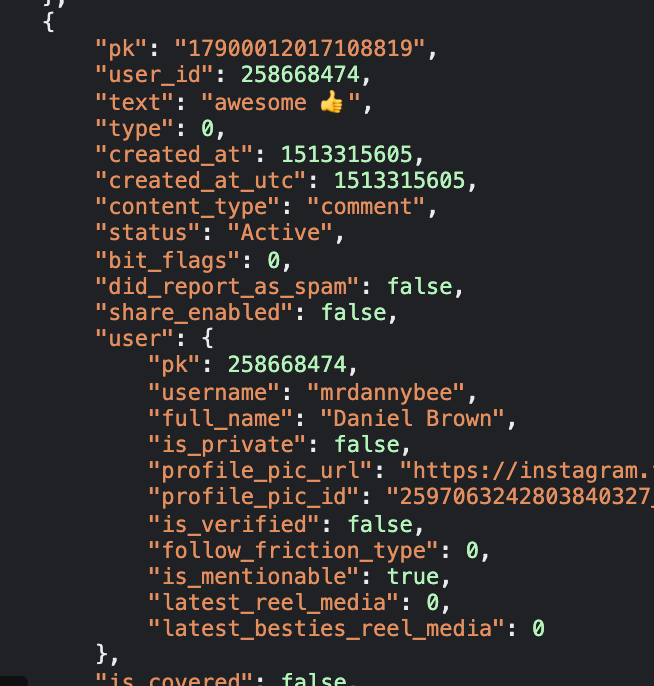 },
{
"pk": "17900012017108819",
"user_id": 258668474,
"text": "awesome 👍",
"type": 0,
"created_at": 1513315605,
"created_at_utc": 1513315605,
"content_type": "comment",
"status": "Active",
"bit_flags": 0,
"did_report_as_spam": false,
"share_enabled": false,
"user": {
"pk": 258668474,
"username": "mrdannybee",
"full_name": "Daniel Brown",
"is_private": false,
"profile_pic_url": "https://instagram.
"profile_pic_id": "2597063242803840327_
"is_verified": false,
"follow_friction_type": 0,
"is_mentionable": true,
"latest_reel_media": 0,
"latest_besties_reel_media": 0
},
"is_covered": false,